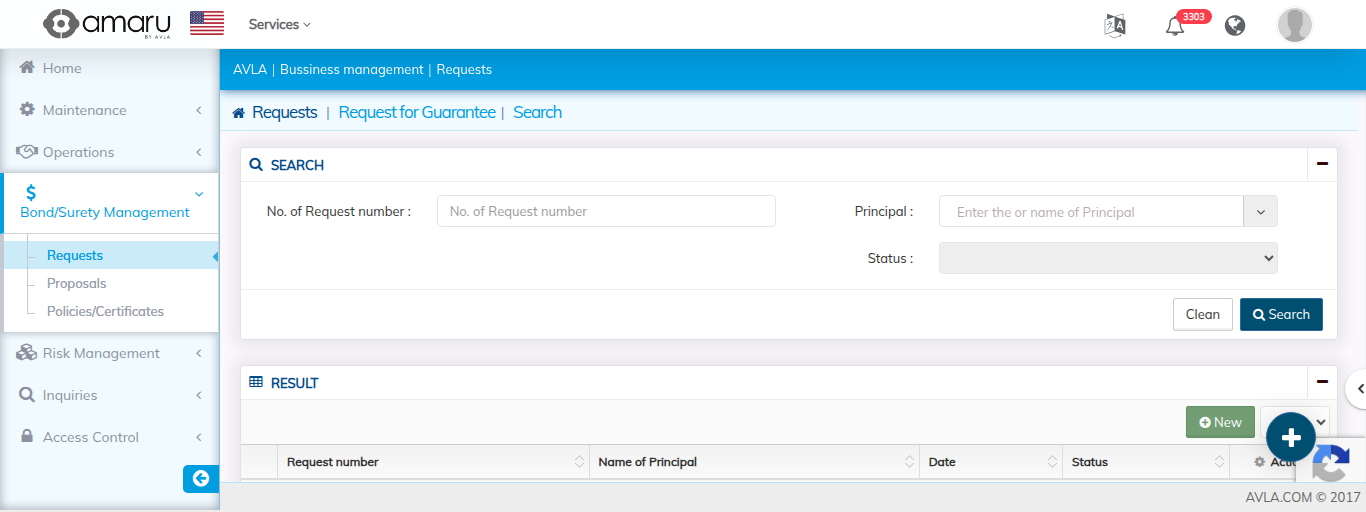 amaru
BY AVLA
Services
3303
Home
Maintenance
Operations
Bond/Surety Management
Requests
Proposals
Policies/Certificates
Risk Management
Inquiries
Access Control
AVLA | Bussiness management | Requests
Requests | Request for Guarantee | Search
SEARCH
No. of Request number :
No. of Request number
Principal :
Enter the or name of Principal
Status :
Clean
Search
RESULT
New
Request number
Name of Principal
Date
Status
AVLA.COM © 2017